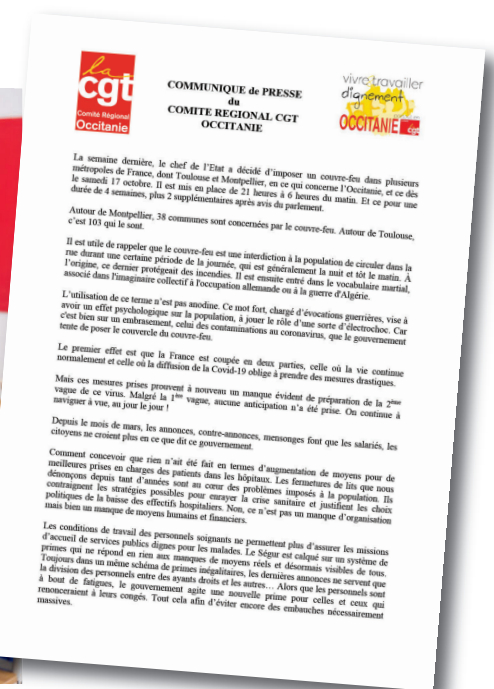 la
cgt
Comité Régional
Occitanie
COMMUNIQUE de PRESSE
du
COMITE REGIONAL CGT
OCCITANIE
vivre travailler
dignement
OCCITANIE cgt
La semaine dernière, le chef de l'Etat a décidé d'imposer un couvre-feu dans plusieurs
métropoles de France, dont Toulouse et Montpellier, en ce qui concerne l'Occitanie, et ce dès
le samedi 17 octobre. Il est mis en place de 21 heures à 6 heures du matin. Et ce pour une
durée de 4 semaines, plus 2 supplémentaires après avis du parlement.
Autour de Montpellier, 38 communes sont concernées par le couvre-feu. Autour de Toulouse,
c'est 103 qui le sont.
Il est utile de rappeler que le couvre-feu est une interdiction à la population de circuler dans la
rue durant une certaine période de la journée, qui est généralement la nuit et tôt le matin. À
l'origine, ce dernier protégeait des incendies. Il est ensuite entré dans le vocabulaire martial,
associé dans l'imaginaire collectif à l'occupation allemande ou à la guerre d'Algérie.
L'utilisation de ce terme n'est pas anodine. Ce mot fort, chargé d'évocations guerrières, vise à
avoir un effet psychologique sur la population, à jouer le rôle d'une sorte d'électrochoc. Car
c'est bien sur un embrasement, celui des contaminations au coronavirus, que le gouvernement
tente de poser le couvercle du couvre-feu.
Le premier effet est que la France est coupée en deux parties, celle où la vie continue
normalement et celle où la diffusion de la Covid-19 oblige à prendre des mesures drastiques.
Mais ces mesures prises prouvent à nouveau un manque évident de préparation de la 2ème
vague de ce virus. Malgré la 1ère vague, aucune anticipation n'a été prise. On continue à
naviguer à vue, au jour le jour !
Depuis le mois de mars, les annonces, contre-annonces, mensonges font que les salariés, les
citoyens ne croient plus en ce que dit ce gouvernement.
Comment concevoir que rien n'ait été fait en termes d'augmentation de moyens pour de
meilleures prises en charges des patients dans les hôpitaux. Les fermetures de lits que nous
dénonçons depuis tant d'années sont au cœur des problèmes imposés à la population. Ils
contraignent les stratégies possibles pour enrayer la crise sanitaire et justifient les choix
politiques de la baisse des effectifs hospitaliers. Non, ce n'est pas un manque d'organisation
mais bien un manque de moyens humains et financiers.
Les conditions de travail des personnels soignants ne permettent plus d'assurer les missions
d'accueil de services publics dignes pour les malades. Le Ségur est calqué sur un système de
primes qui ne répond en rien aux manques de moyens réels et désormais visibles de tous.
Toujours dans un même schéma de primes inégalitaires, les dernières annonces ne servent que
la division des personnels entre des ayants droits et les autres… Alors que les personnels sont
à bout de fatigues, le gouvernement agite une nouvelle prime pour celles et ceux qui
renonceraient à leurs congés. Tout cela afin d'éviter encore des embauches nécessairement
massives.